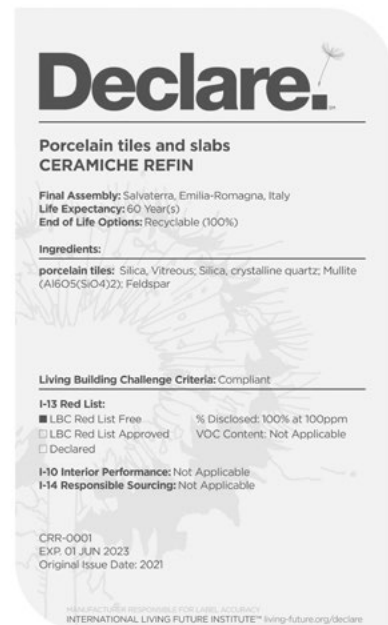 Declare.
Porcelain tiles and slabs
CERAMICHE REFIN
Final Assembly: Salvaterra, Emilia-Romagna, Italy
Life Expectancy: 60 Year(s)
End of Life Options: Recyclable (100%)
Ingredients:
porcelain tiles: Silica, Vitreous; Silica, crystalline quartz; Mullite
(Al6O5(SiO4)2); Feldspar
Living Building Challenge Criteria: Compliant
I-13 Red List:
■ LBC Red List Free % Disclosed: 100% at 100ppm
□ LBC Red List Approved VOC Content: Not Applicable
□ Declared
I-10 Interior Performance: Not Applicable
I-14 Responsible Sourcing: Not Applicable
CRR-0001
EXP. 01 JUN 2023
Original Issue Date: 2021
MANUFACTURER RESPONSIBLE FOR LABEL ACCURACY
INTERNATIONAL LIVING FUTURE INSTITUTE™ living-future.org/declare